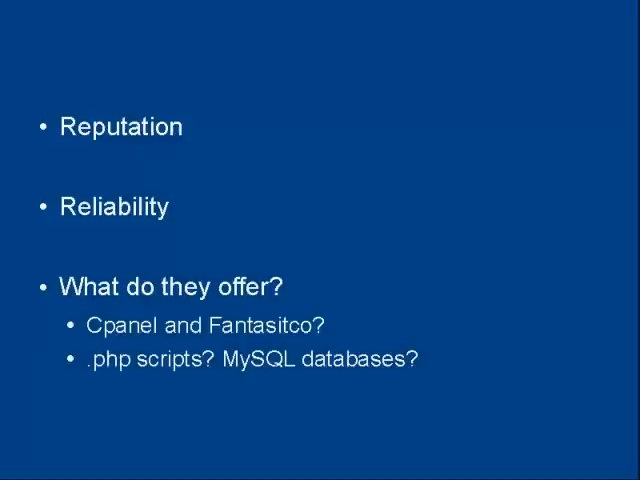 • Reputation
• Reliability
• What do they offer?
• Cpanel and Fantasitco?
• .php scripts? MySQL databases?